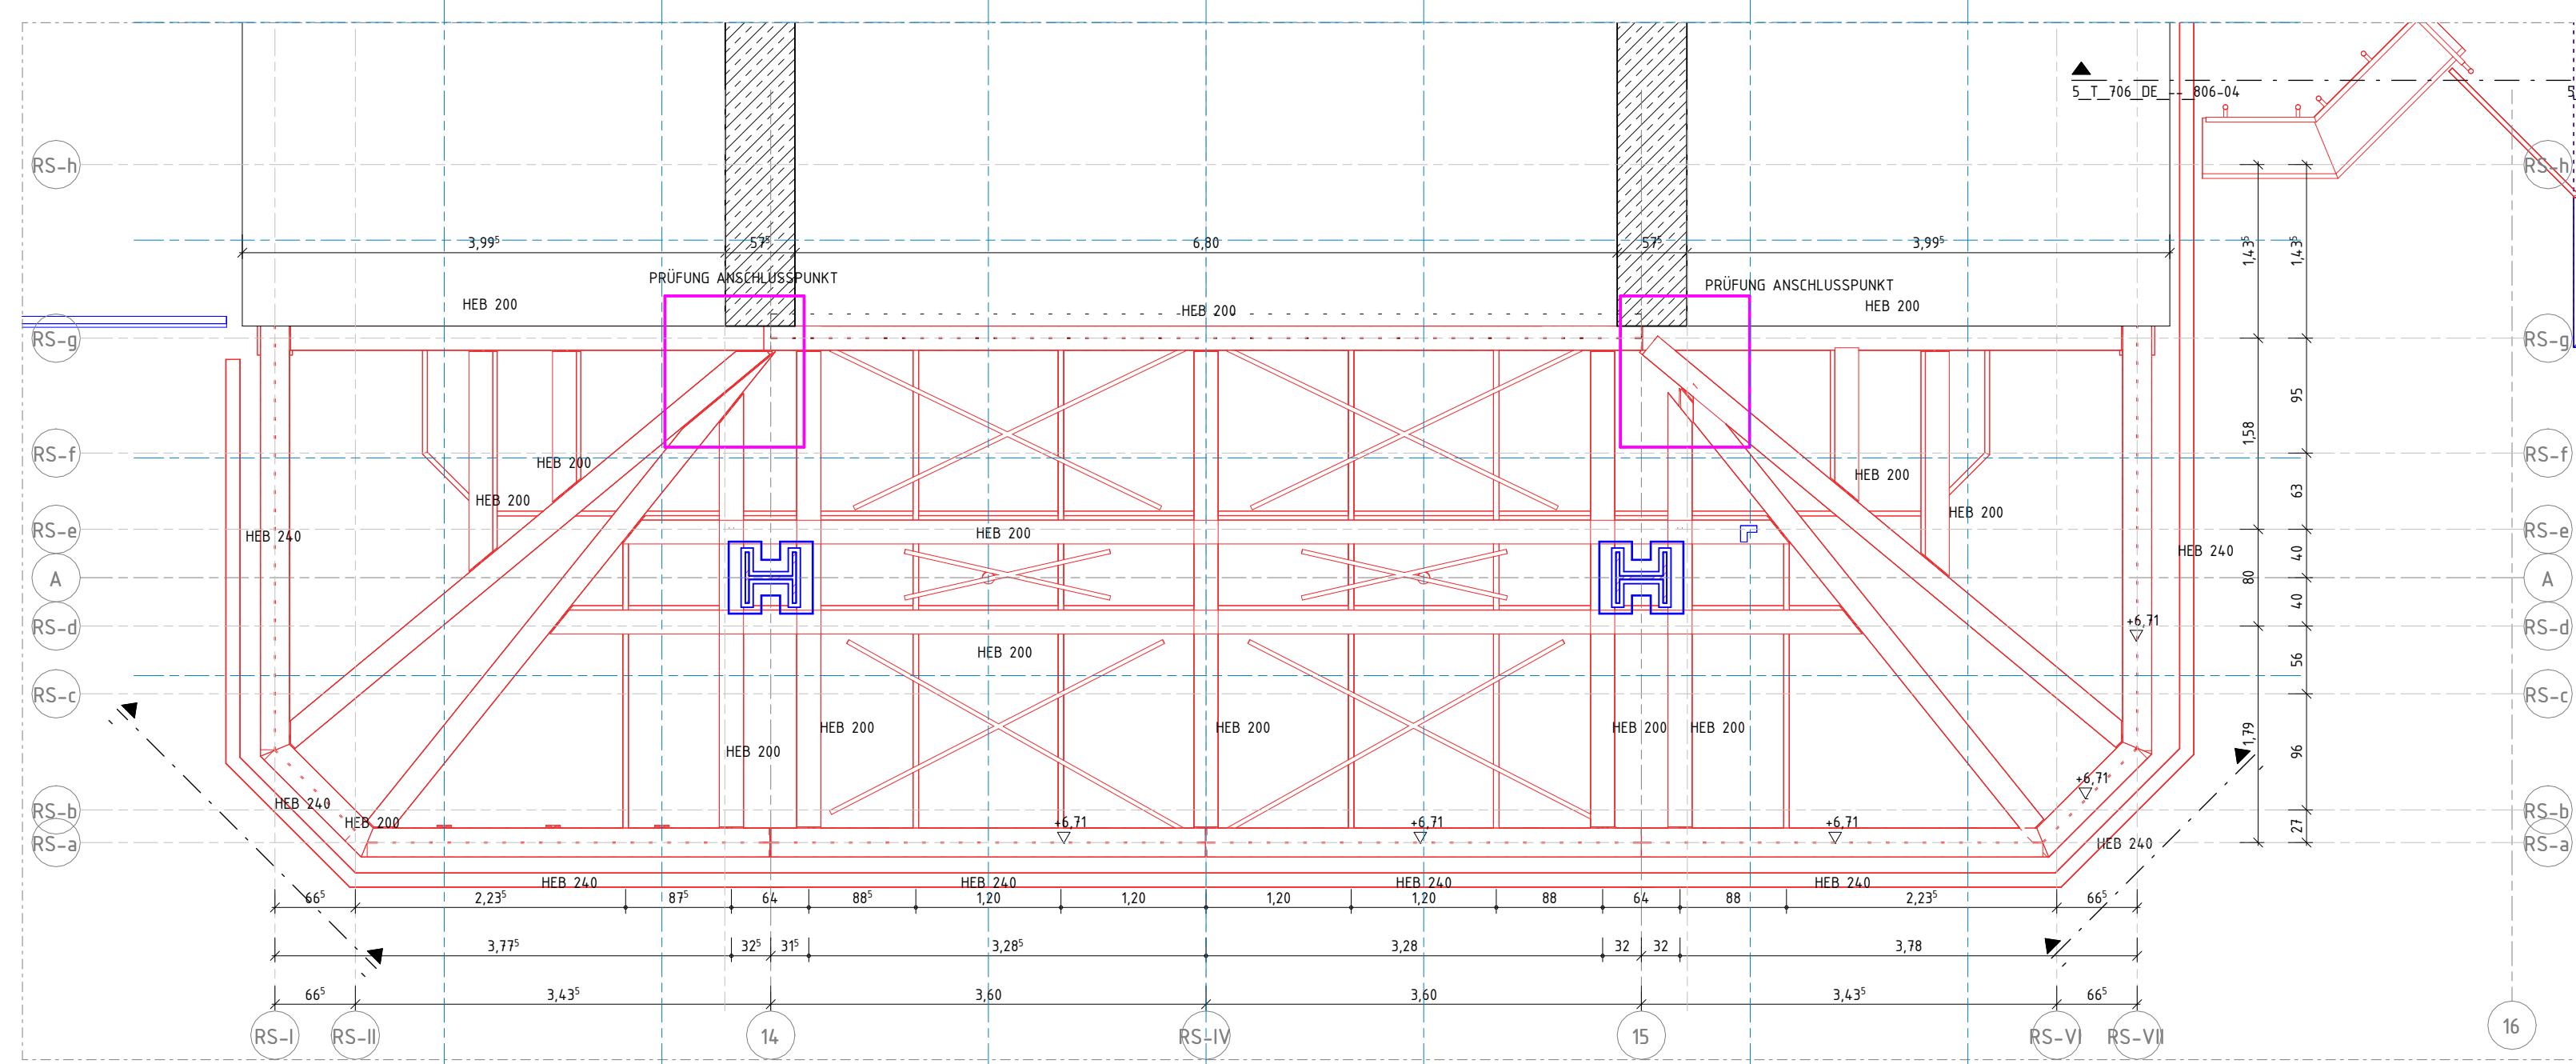 5_T_706_DE_--_806-04
5
RS-h
RS-h
3,99⁵
57⁵
6,80
57⁵
3,99⁵
1,43⁵
1,43⁵
PRÜFUNG ANSCHLUSSPUNKT
PRÜFUNG ANSCHLUSSPUNKT
HEB 200
HEB 200
HEB 200
RS-g
RS-g
95
1,58
RS-f
HEB 200
HEB 200
RS-f
HEB 200
HEB 200
63
RS-e
HEB 240
HEB 200
HEB 240
40
RS-e
A
80
A
40
RS-d
+6,71
RS-d
HEB 200
56
RS-c
RS-c
HEB 200
HEB 200
HEB 200
HEB 200
HEB 200
1,79
96
+6,71
HEB 240
RS-b
RS-b
HEB 200
+6,71
+6,71
+6,71
27
RS-a
HEB 240
RS-a
HEB 240
HEB 240
HEB 240
HEB 240
66⁵
2,23⁵
87⁵
64
88⁵
1,20
1,20
1,20
1,20
88
64
88
2,23⁵
66⁵
3,77⁵
32⁵
31⁵
3,28⁵
3,28
32
32
3,78
66⁵
3,43⁵
3,60
3,60
3,43⁵
66⁵
RS-I
RS-II
14
RS-IV
15
RS-VI
RS-VII
16